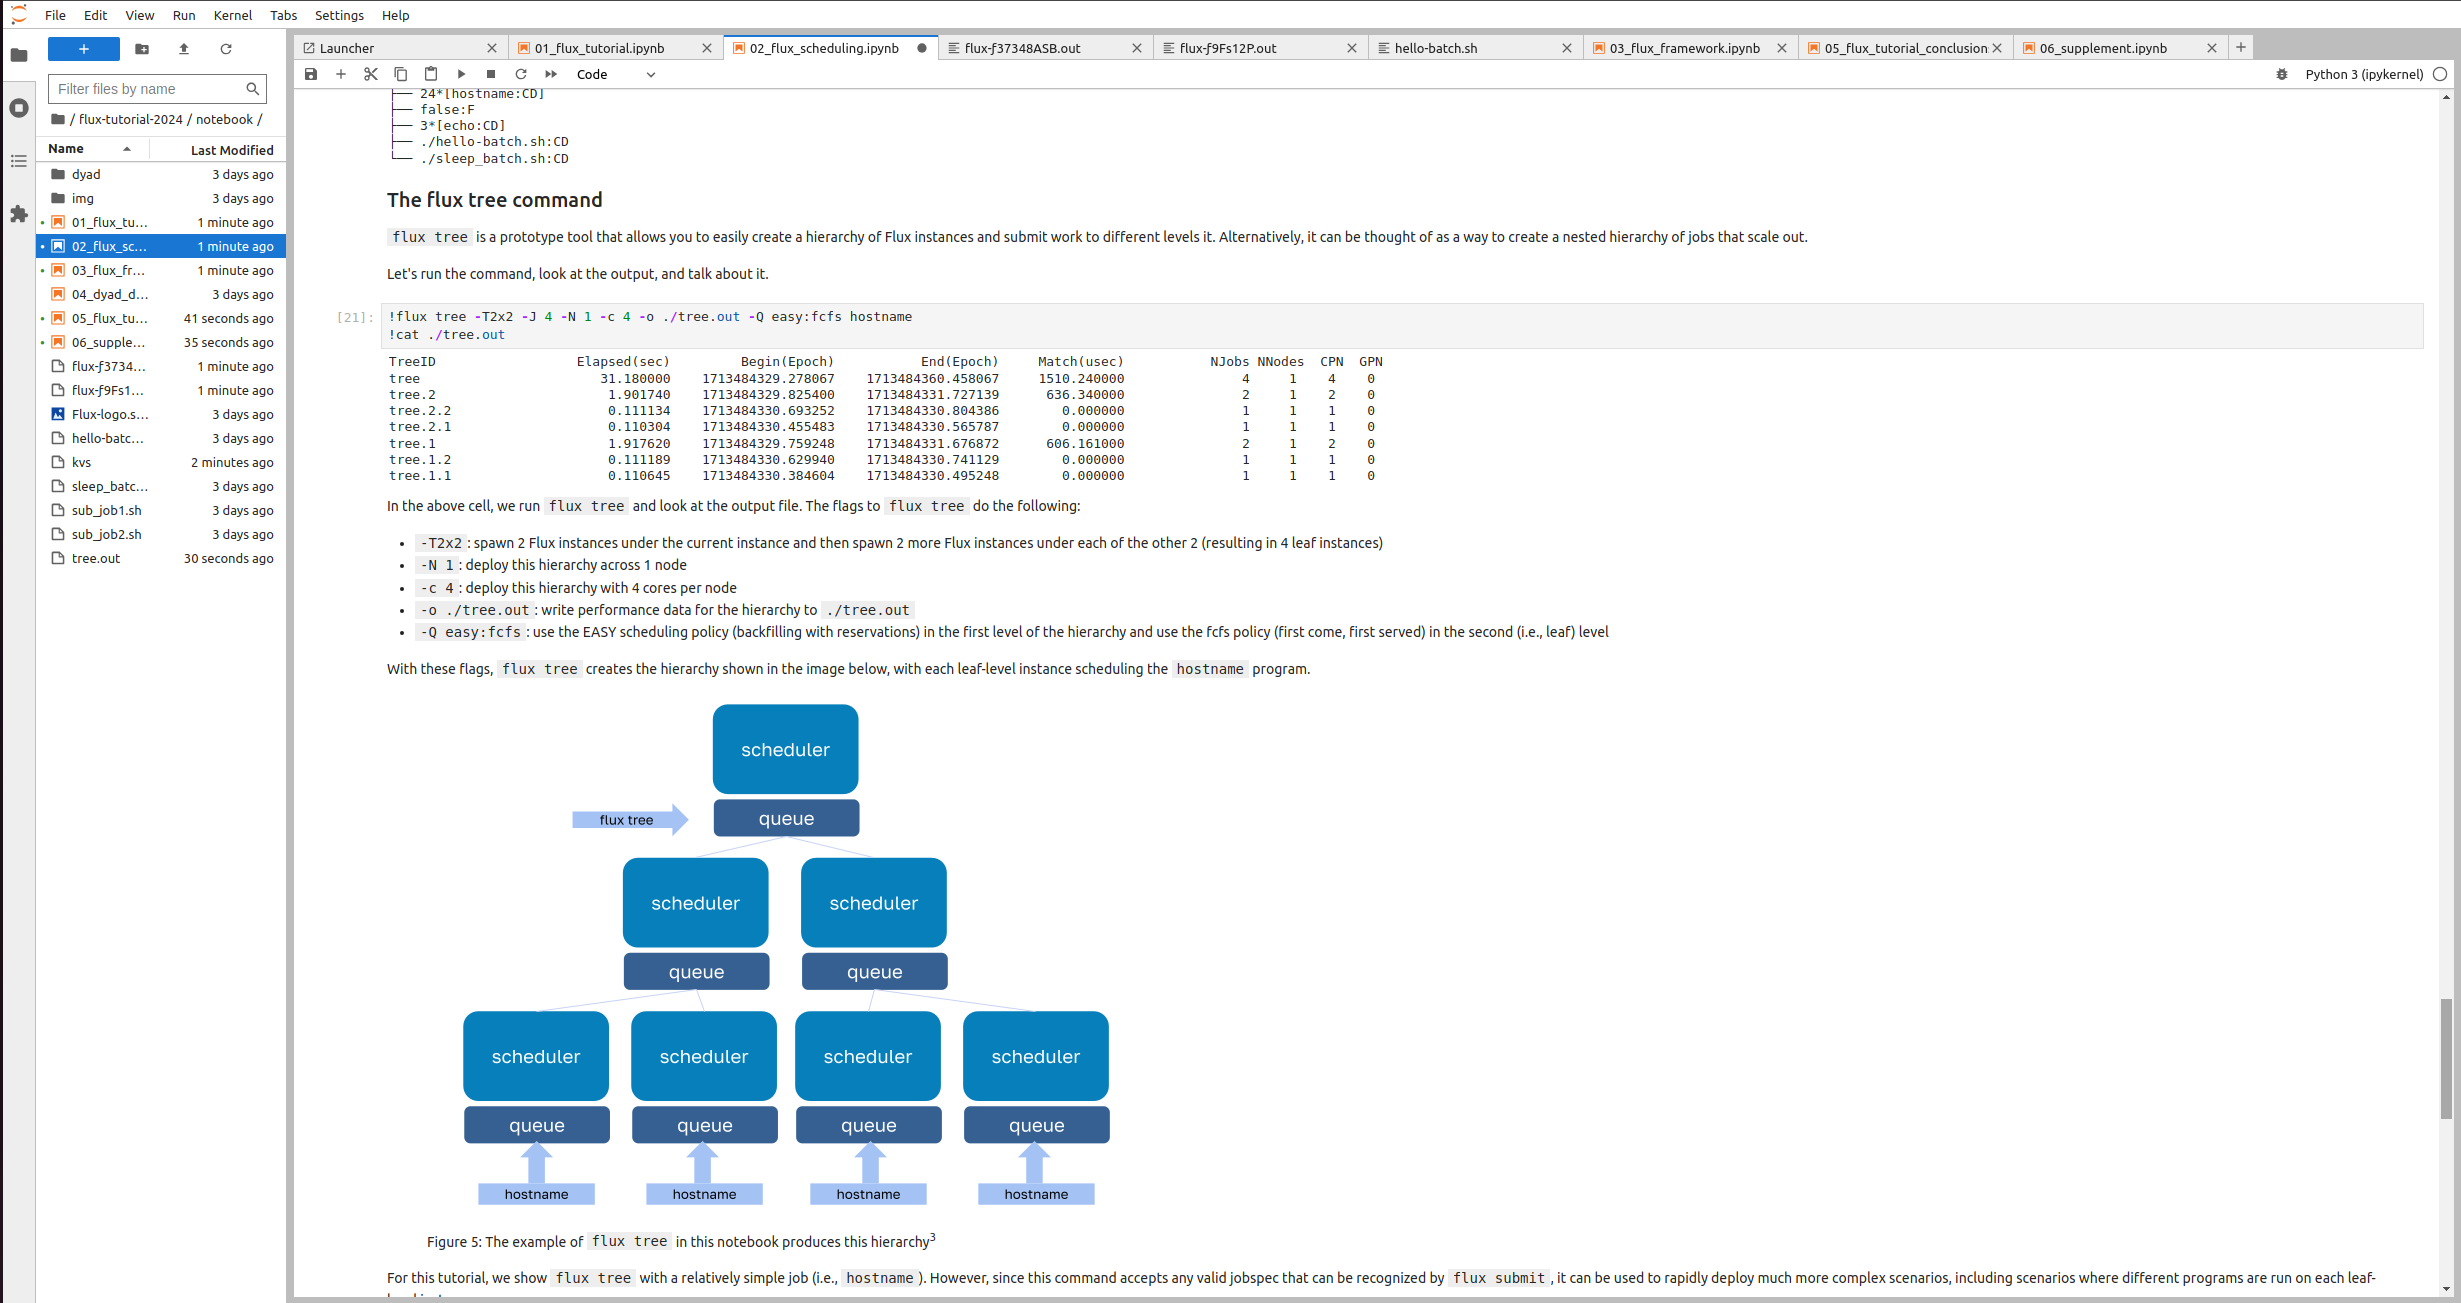 File Edit View Run Kernel Tabs Settings Help
+
Filter files by name
/ flux-tutorial-2024 / notebook /
Name Last Modified
dyad 3 days ago
img 3 days ago
01_flux_tu... 1 minute ago
02_flux_sc... 1 minute ago
03_flux_fr... 1 minute ago
04_dyad_d... 3 days ago
05_flux_tu... 41 seconds ago
06_supple... 35 seconds ago
flux-ƒ3734... 1 minute ago
flux-ƒ9Fs1... 1 minute ago
Flux-logo.s... 3 days ago
hello-batc... 3 days ago
kvs 2 minutes ago
sleep_batc... 3 days ago
sub_job1.sh 3 days ago
sub_job2.sh 3 days ago
tree.out 30 seconds ago
Launcher 01_flux_tutorial.ipynb 02_flux_scheduling.ipynb flux-ƒ37348ASB.out flux-ƒ9Fs12P.out hello-batch.sh 03_flux_framework.ipynb 05_flux_tutorial_conclusion 06_supplement.ipynb +
Code Python 3 (ipykernel)
├── 24*[hostname:CD]
├── false:F
├── 3*[echo:CD]
├── ./hello-batch.sh:CD
└── ./sleep_batch.sh:CD
The flux tree command
flux tree is a prototype tool that allows you to easily create a hierarchy of Flux instances and submit work to different levels it. Alternatively, it can be thought of as a way to create a nested hierarchy of jobs that scale out.
Let's run the command, look at the output, and talk about it.
[21]: !flux tree -T2x2 -J 4 -N 1 -c 4 -o ./tree.out -Q easy:fcfs hostname
!cat ./tree.out
TreeID Elapsed(sec) Begin(Epoch) End(Epoch) Match(usec) NJobs NNodes CPN GPN
tree 31.180000 1713484329.278067 1713484360.458067 1510.240000 4 1 4 0
tree.2 1.901740 1713484329.825400 1713484331.727139 636.340000 2 1 2 0
tree.2.2 0.111134 1713484330.693252 1713484330.804386 0.000000 1 1 1 0
tree.2.1 0.110304 1713484330.455483 1713484330.565787 0.000000 1 1 1 0
tree.1 1.917620 1713484329.759248 1713484331.676872 606.161000 2 1 2 0
tree.1.2 0.111189 1713484330.629940 1713484330.741129 0.000000 1 1 1 0
tree.1.1 0.110645 1713484330.384604 1713484330.495248 0.000000 1 1 1 0
In the above cell, we run flux tree and look at the output file. The flags to flux tree do the following:
• -T2x2 : spawn 2 Flux instances under the current instance and then spawn 2 more Flux instances under each of the other 2 (resulting in 4 leaf instances)
• -N 1 : deploy this hierarchy across 1 node
• -c 4 : deploy this hierarchy with 4 cores per node
• -o ./tree.out : write performance data for the hierarchy to ./tree.out
• -Q easy:fcfs : use the EASY scheduling policy (backfilling with reservations) in the first level of the hierarchy and use the fcfs policy (first come, first served) in the second (i.e., leaf) level
With these flags, flux tree creates the hierarchy shown in the image below, with each leaf-level instance scheduling the hostname program.
scheduler
flux tree queue
scheduler scheduler
queue queue
scheduler scheduler scheduler scheduler
queue queue queue queue
hostname hostname hostname hostname
Figure 5: The example of flux tree in this notebook produces this hierarchy3
For this tutorial, we show flux tree with a relatively simple job (i.e., hostname ). However, since this command accepts any valid jobspec that can be recognized by flux submit , it can be used to rapidly deploy much more complex scenarios, including scenarios where different programs are run on each leaf-